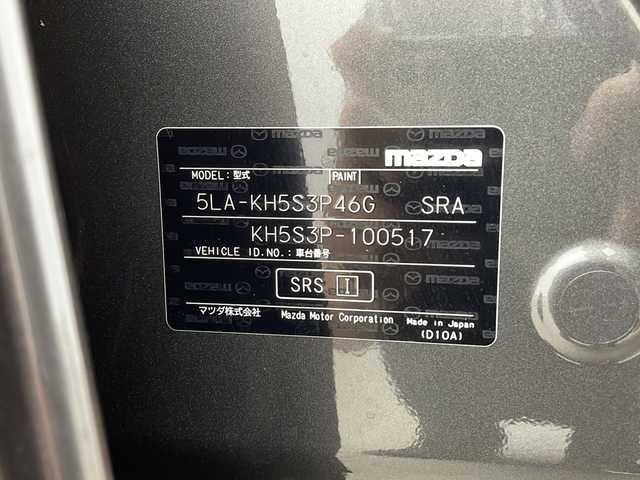 mazda
MODEL: 型式 PAINT
5LA-KH5S3P46G SRA
KH5S3P-100517
VEHICLE ID.NO.: 車台番号
SRS I
マツダ株式会社 Mazda Motor Corporation Made in Japan
(D10A)